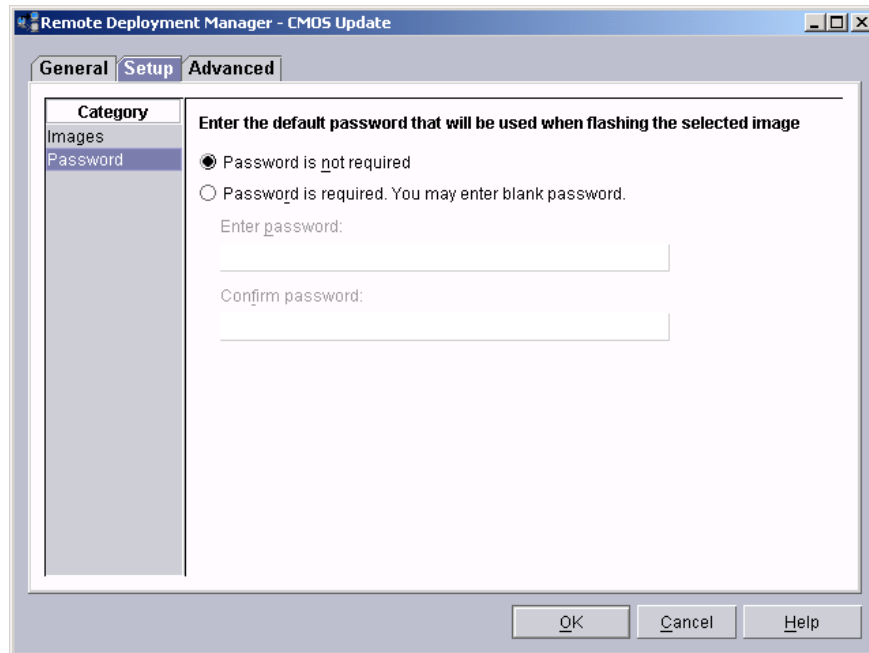 Remote Deployment Manager - CMOS Update
General Setup Advanced
Category
Images
Password
Enter the default password that will be used when flashing the selected image
Password is not required
Password is required. You may enter blank password.
Enter password:
Confirm password:
OK Cancel Help